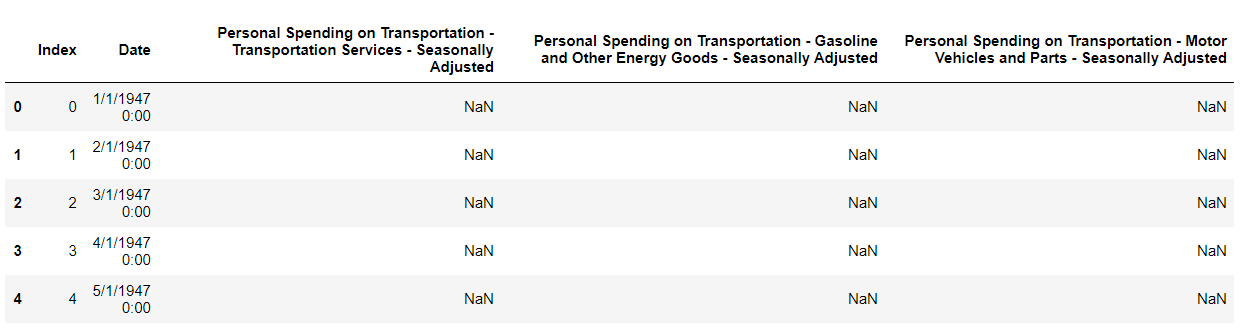 Index Date Personal Spending on Transportation - Transportation Services - Seasonally Adjusted Personal Spending on Transportation - Gasoline and Other Energy Goods - Seasonally Adjusted Personal Spending on Transportation - Motor Vehicles and Parts - Seasonally Adjusted
0 0 1/1/1947 0:00 NaN NaN NaN
1 1 2/1/1947 0:00 NaN NaN NaN
2 2 3/1/1947 0:00 NaN NaN NaN
3 3 4/1/1947 0:00 NaN NaN NaN
4 4 5/1/1947 0:00 NaN NaN NaN